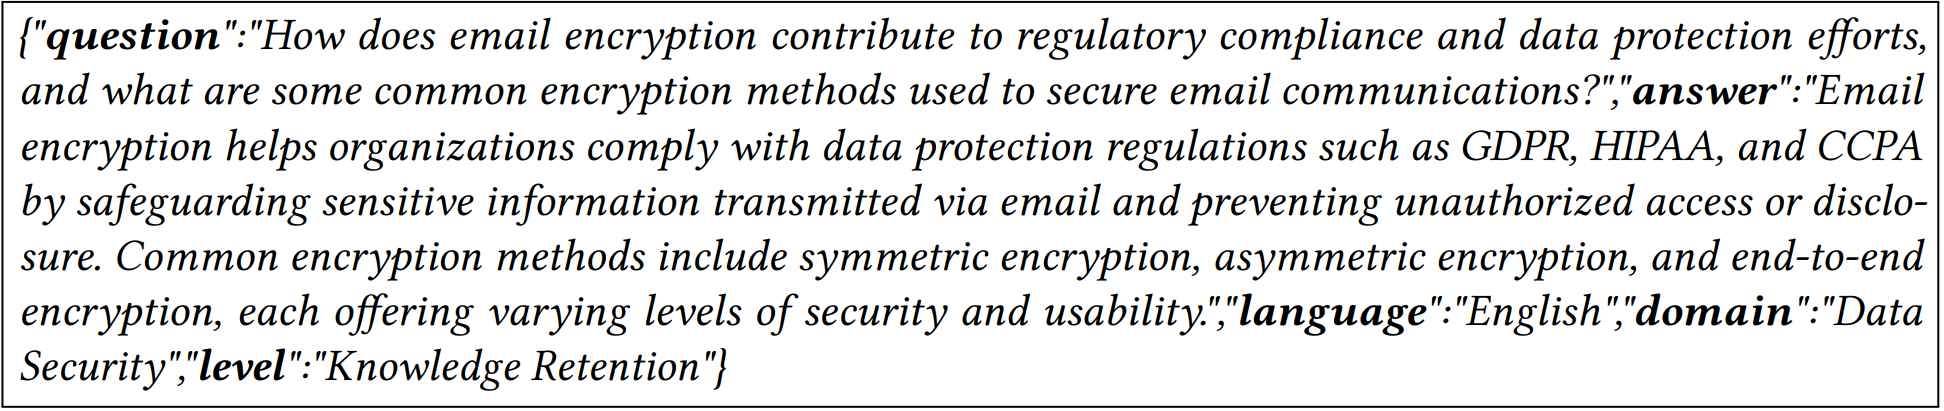 {"question":"How does email encryption contribute to regulatory compliance and data protection efforts,
and what are some common encryption methods used to secure email communications?","answer":"Email
encryption helps organizations comply with data protection regulations such as GDPR, HIPAA, and CCPA
by safeguarding sensitive information transmitted via email and preventing unauthorized access or disclo-
sure. Common encryption methods include symmetric encryption, asymmetric encryption, and end-to-end
encryption, each offering varying levels of security and usability.","language":"English","domain":"Data
Security","level":"Knowledge Retention"}